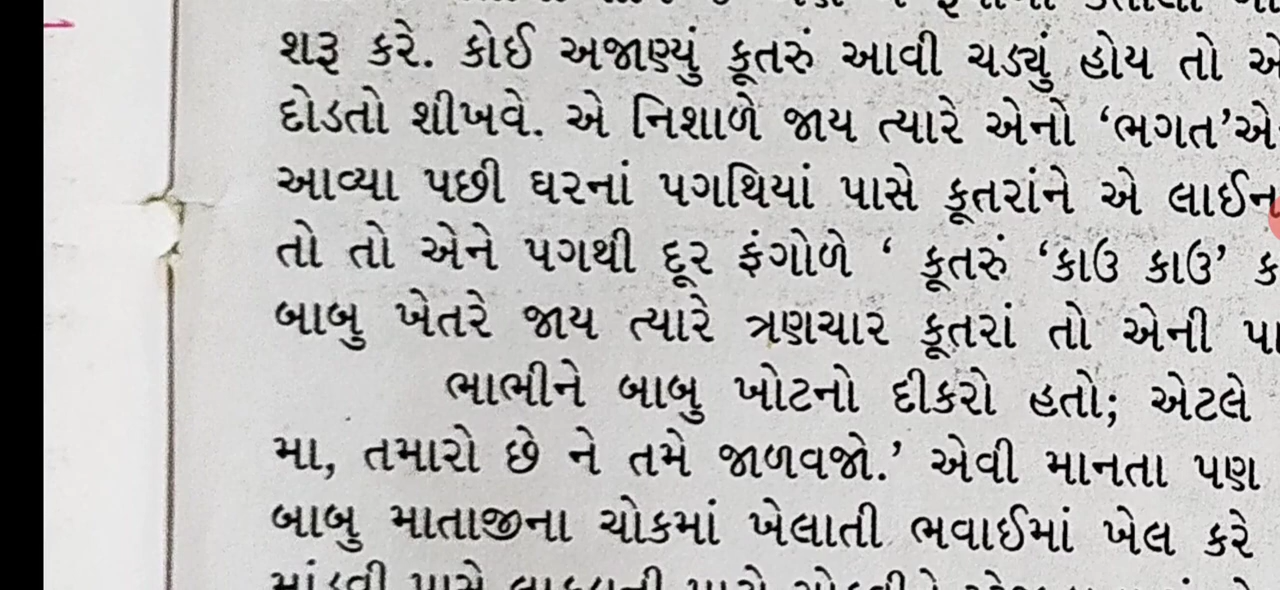 શરૂ કરે. કોઈ અજાણ્યું કૂતરું આવી ચડ્યું હોય તો એ
દોડતો શીખવે. એ નિશાળે જાય ત્યારે એનો ‘ભગત’એ
આવ્યા પછી ઘરનાં પગથિયાં પાસે કૂતરાંને એ લાઈન
તો તો એને પગથી દૂર ફંગોળે ‘ કૂતરું ‘કાઉ કાઉ’ ક
બાબુ ખેતરે જાય ત્યારે ત્રણચાર કૂતરાં તો એની પા
ભાભીને બાબુ ખોટનો દીકરો હતો; એટલે
મા, તમારો છે ને તમે જાળવજો.’ એવી માનતા પણ
બાબુ માતાજીના ચોકમાં ખેલાતી ભવાઈમાં ખેલ કરે